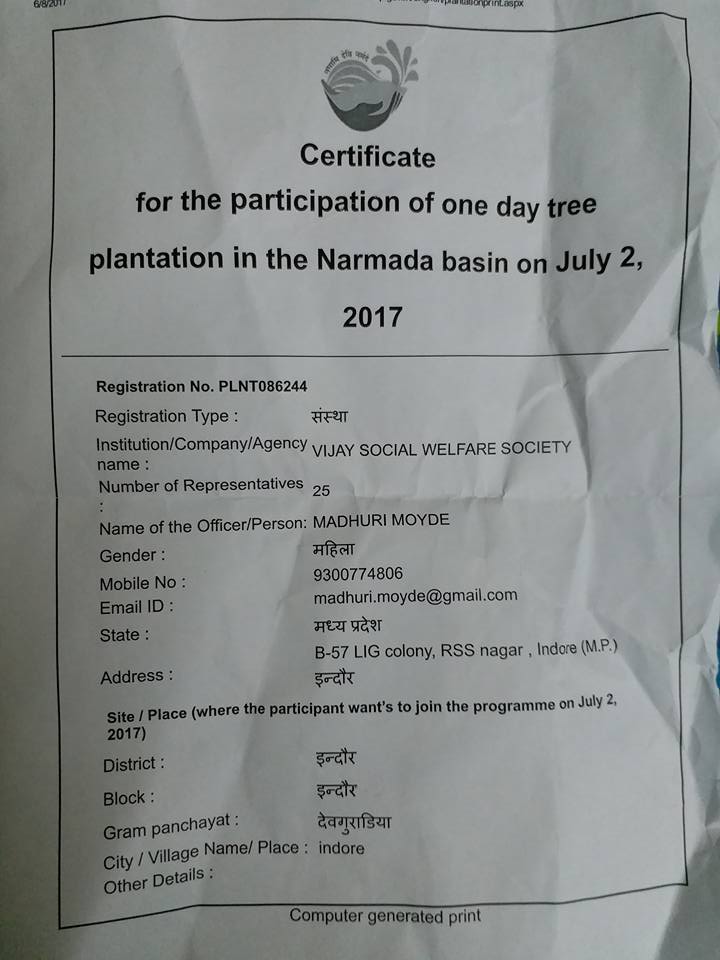 6/8/2017
plantationprint.aspx
नमामि देवि नर्मदे
Certificate
for the participation of one day tree
plantation in the Narmada basin on July 2,
2017
Registration No. PLNT086244
Registration Type : संस्था
Institution/Company/Agency name : VIJAY SOCIAL WELFARE SOCIETY
Number of Representatives : 25
Name of the Officer/Person: MADHURI MOYDE
Gender : महिला
Mobile No : 9300774806
Email ID : madhuri.moyde@gmail.com
State : मध्य प्रदेश
B-57 LIG colony, RSS nagar , Indore (M.P.)
Address : इन्दौर
Site / Place (where the participant want's to join the programme on July 2,
2017)
District : इन्दौर
Block : इन्दौर
Gram panchayat : देवगुराडिया
City / Village Name/ Place : indore
Other Details :
Computer generated print